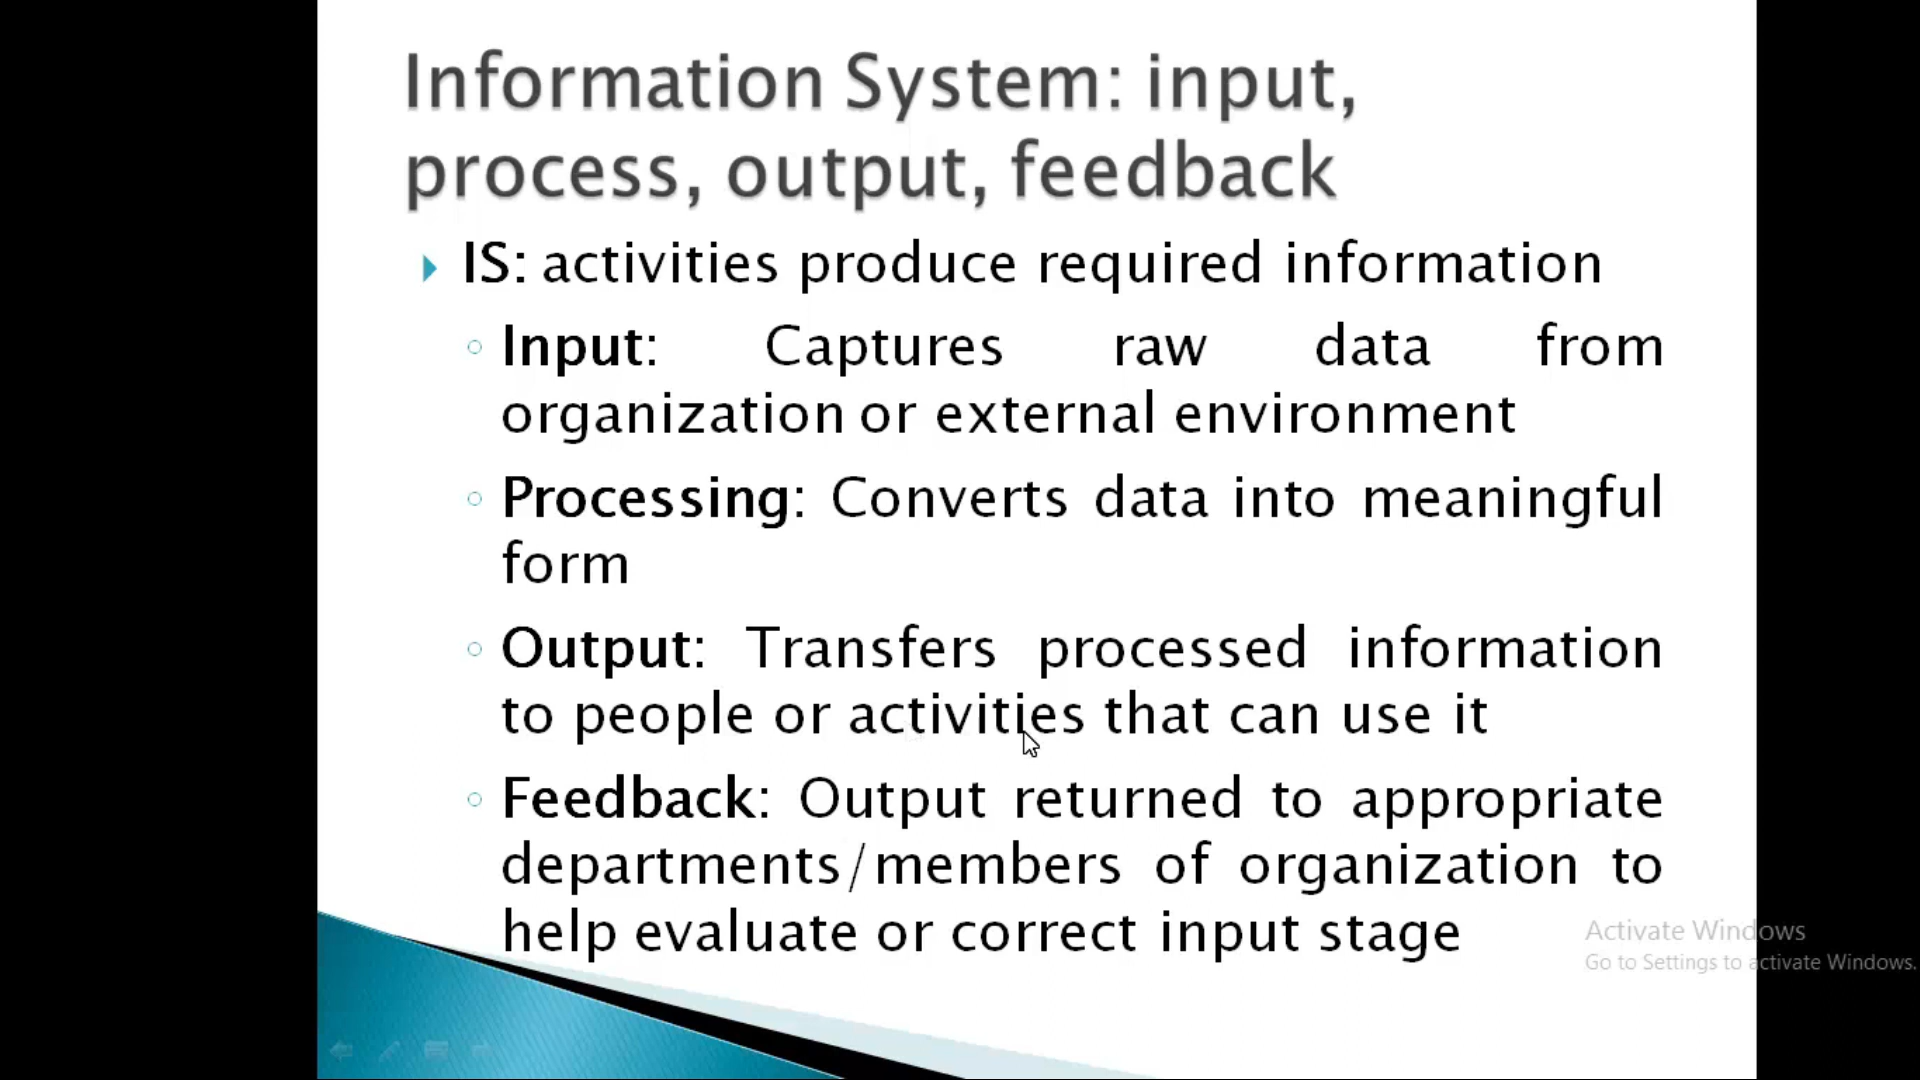 Information System: input,
process, output, feedback
IS: activities produce required information
Input: Captures raw data from
organization or external environment
Processing: Converts data into meaningful
form
Output: Transfers processed information
to people or activities that can use it
Feedback: Output returned to appropriate
departments/members of organization to
help evaluate or correct input stage
Activate Windows
Go to Settings to activate Windows.